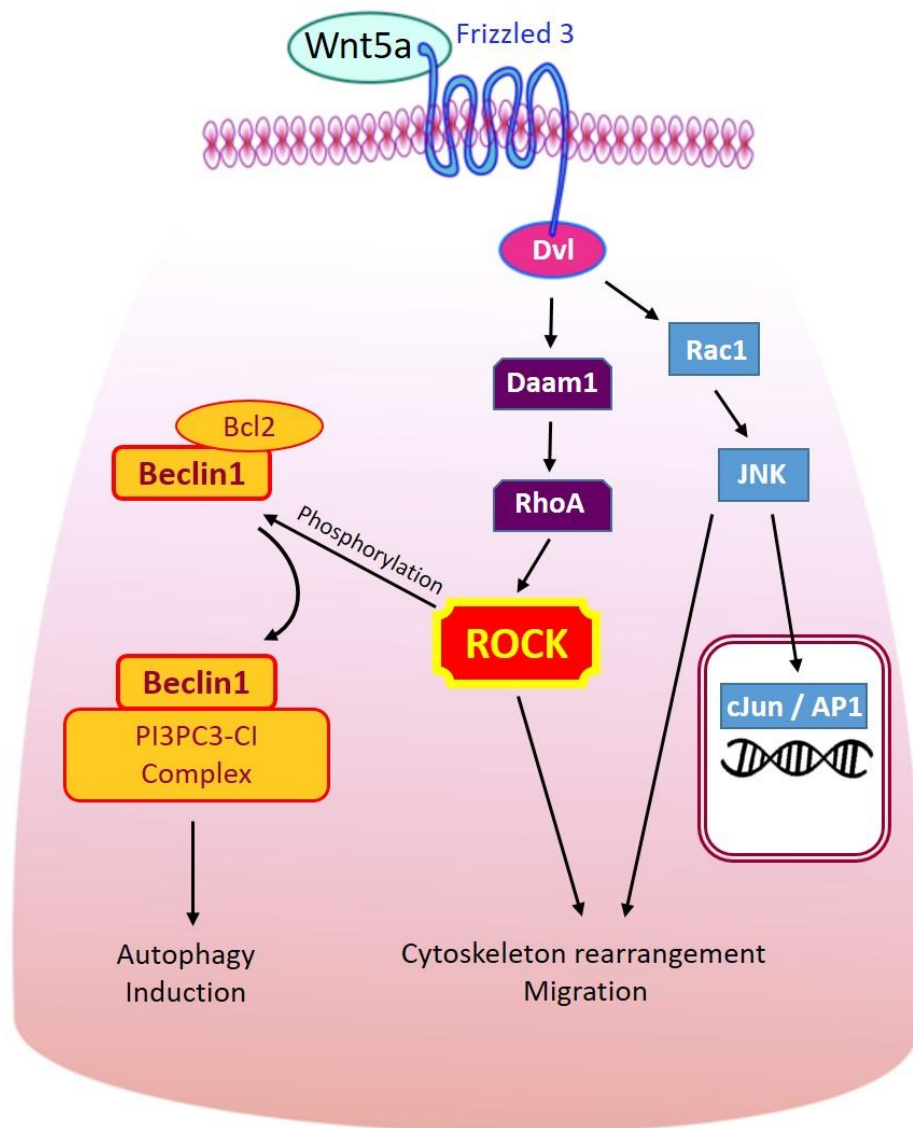 Wnt5a
Frizzled 3
Dvl
Rac1
Daam1
Bcl2
Beclin1
JNK
RhoA
Phosphorylation
ROCK
Beclin1
PI3PC3-CI
Complex
cJun / AP1
Autophagy
Induction
Cytoskeleton rearrangement
Migration